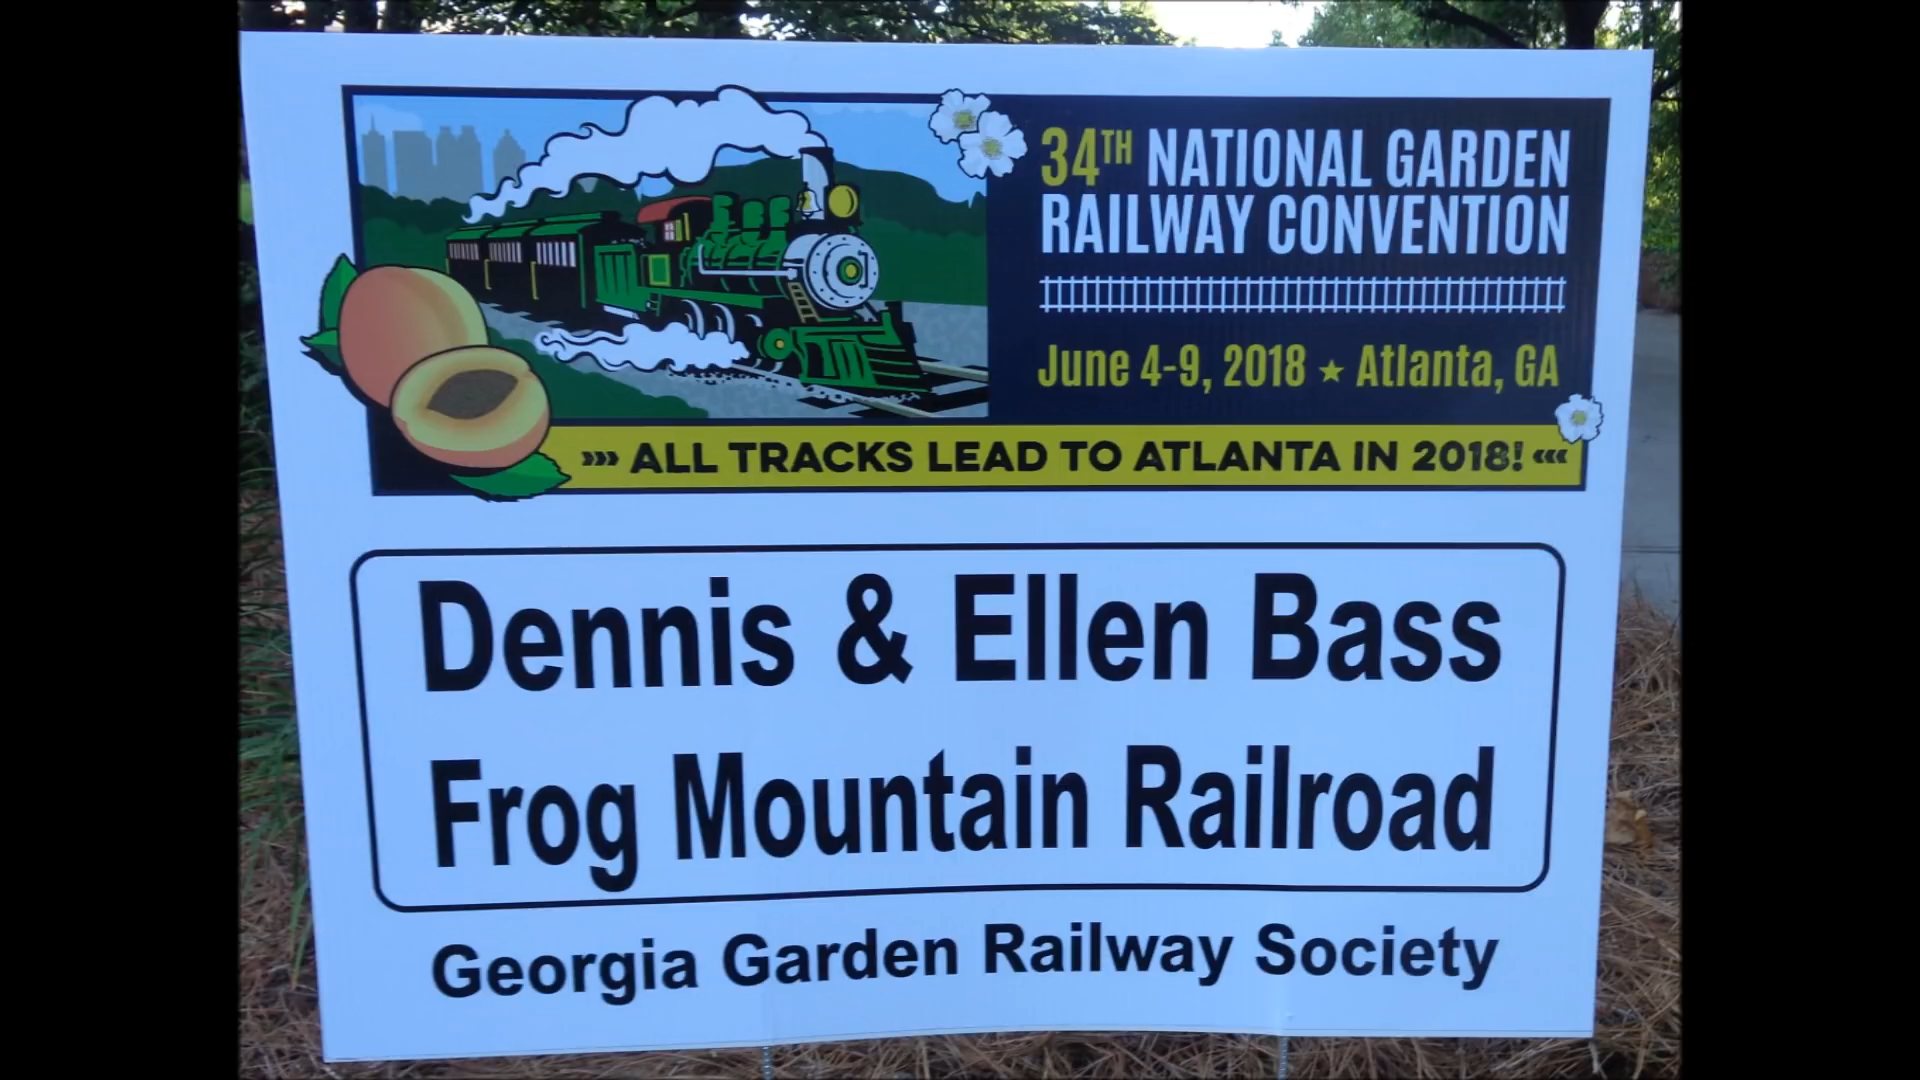 34TH NATIONAL GARDEN
RAILWAY CONVENTION
June 4-9, 2018 ★ Atlanta, GA
››› ALL TRACKS LEAD TO ATLANTA IN 2018! ‹‹‹
Dennis & Ellen Bass
Frog Mountain Railroad
Georgia Garden Railway Society